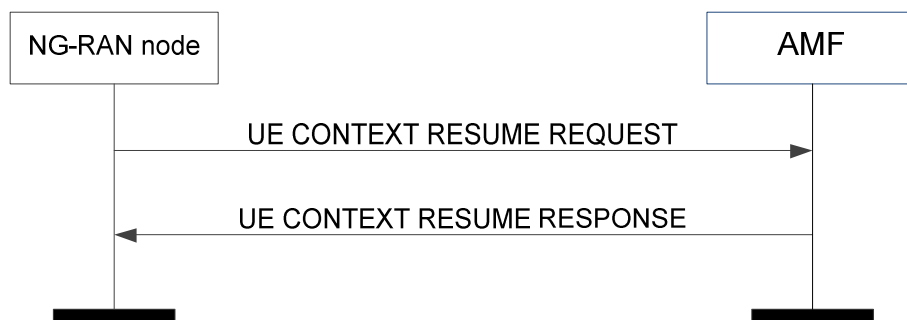 NG-RAN node
AMF
UE CONTEXT RESUME REQUEST
UE CONTEXT RESUME RESPONSE